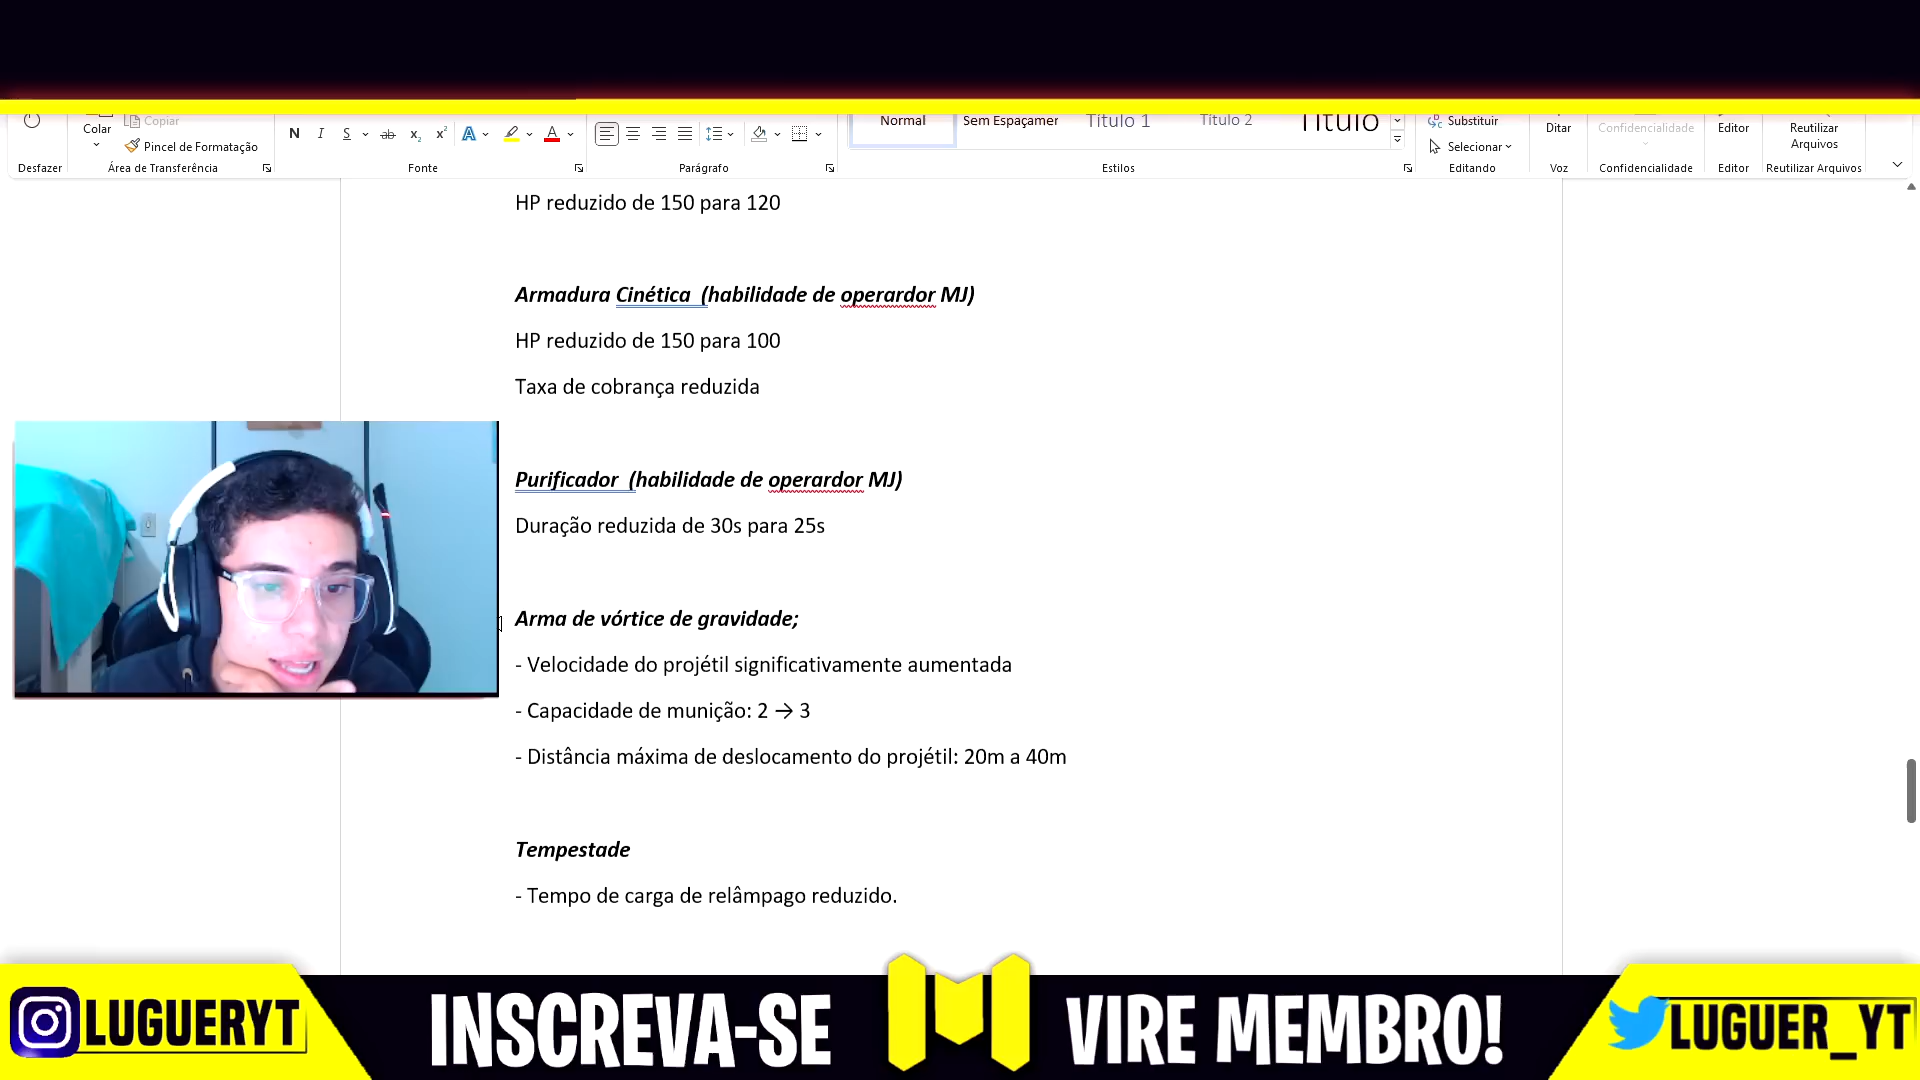 Copiar
Colar
Pincel de Formatação
N I S ab x₂ x² A A
Normal
Sem Espaçamer
Título 1
Título 2
Título
Substituir
Selecionar
Ditar
Confidencialidade
Editor
Reutilizar
Arquivos
Desfazer
Área de Transferência
Fonte
Parágrafo
Estilos
Editando
Voz
Confidencialidade
Editor
Reutilizar Arquivos
HP reduzido de 150 para 120
Armadura Cinética (habilidade de operardor MJ)
HP reduzido de 150 para 100
Taxa de cobrança reduzida
Purificador (habilidade de operardor MJ)
Duração reduzida de 30s para 25s
Arma de vórtice de gravidade;
- Velocidade do projétil significativamente aumentada
- Capacidade de munição: 2 → 3
- Distância máxima de deslocamento do projétil: 20m a 40m
Tempestade
- Tempo de carga de relâmpago reduzido.
LUGUERYT
INSCREVA-SE
VIRE MEMBRO!
LUGUER_YT